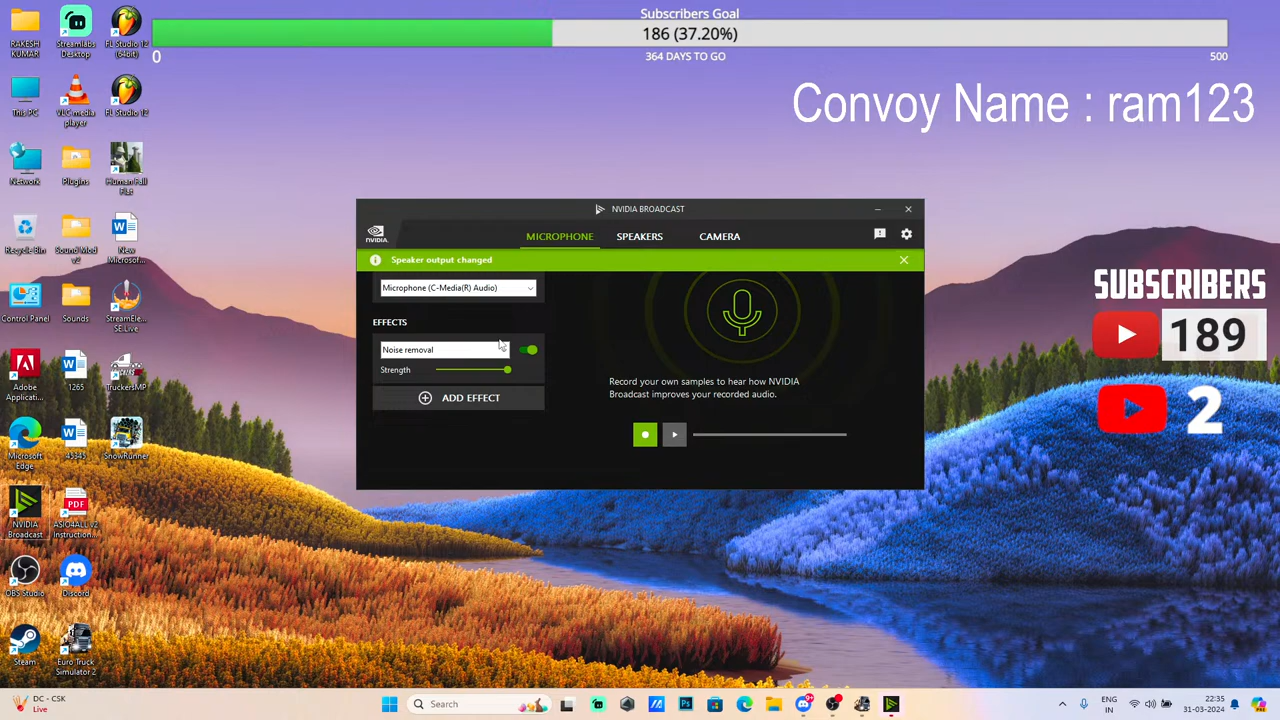 Subscribers Goal
186 (37.20%)
0
364 DAYS TO GO
500
Convoy Name : ram123
RAKESH KUMAR
Streamlabs Desktop
FL Studio 12 (64bit)
This PC
VLC media player
FL Studio 12
Network
Plugins
Human Fall Flat
Recycle Bin
Sound Mod v2
New Microsof...
Control Panel
Sounds
StreamEle... SE.Live
Adobe Applicati...
1265
TruckersMP
Microsoft Edge
45345
SnowRunner
NVIDIA Broadcast
PDF
ASIO4ALL v2 Instruction...
OBS Studio
Discord
Steam
Euro Truck Simulator 2
NVIDIA BROADCAST
NVIDIA.
MICROPHONE
SPEAKERS
CAMERA
Speaker output changed
Microphone (C-Media(R) Audio)
EFFECTS
Noise removal
Strength
ADD EFFECT
Record your own samples to hear how NVIDIA
Broadcast improves your recorded audio.
SUBSCRIBERS
189
2
DC - CSK
Live
Search
ENG
IN
22:35
31-03-2024